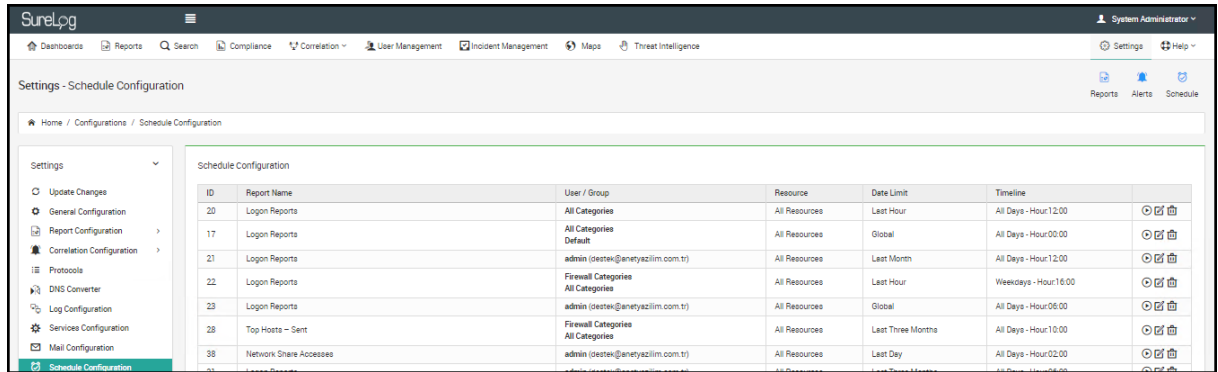 SureLog
System Administrator
Dashboards Reports Search Compliance Correlation User Management Incident Management Maps Threat Intelligence Settings Help
Settings - Schedule Configuration
Reports Alerts Schedule
Home / Configurations / Schedule Configuration
Settings
Update Changes
General Configuration
Report Configuration
Correlation Configuration
Protocols
DNS Converter
Log Configuration
Services Configuration
Mail Configuration
Schedule Configuration
Schedule Configuration
ID Report Name User / Group Resource Date Limit Timeline
20 Logon Reports All Categories All Resources Last Hour All Days - Hour:12:00
17 Logon Reports All Categories
Default All Resources Global All Days - Hour:00:00
21 Logon Reports admin (destek@anetyazilim.com.tr) All Resources Last Month All Days - Hour:12:00
22 Logon Reports Firewall Categories
All Categories All Resources Last Hour Weekdays - Hour:16:00
23 Logon Reports admin (destek@anetyazilim.com.tr) All Resources Global All Days - Hour:06:00
28 Top Hosts – Sent Firewall Categories
All Categories All Resources Last Three Months All Days - Hour:10:00
38 Network Share Accesses admin (destek@anetyazilim.com.tr) All Resources Last Day All Days - Hour:02:00